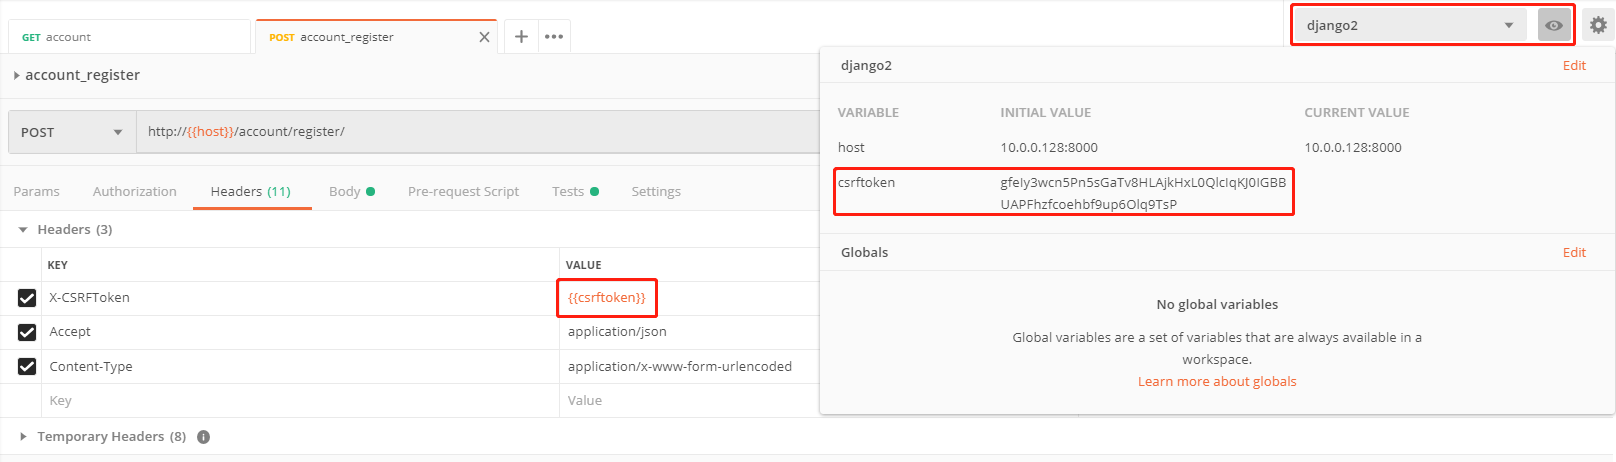 GET account
POST account_register
django2
account_register
POST
http://{{host}}/account/register/
Params Authorization Headers (11) Body Pre-request Script Tests Settings
Headers (3)
KEY VALUE
X-CSRFToken {{csrftoken}}
Accept application/json
Content-Type application/x-www-form-urlencoded
Key Value
Temporary Headers (8)
django2 Edit
VARIABLE INITIAL VALUE CURRENT VALUE
host 10.0.0.128:8000 10.0.0.128:8000
csrftoken gfeIy3wcn5Pn5sGaTv8HLAjkHxL0QlcIqKJ0IGBB
UAPFhzfcoehbf9up6Olq9TsP
Globals Edit
No global variables
Global variables are a set of variables that are always available in a
workspace.
Learn more about globals